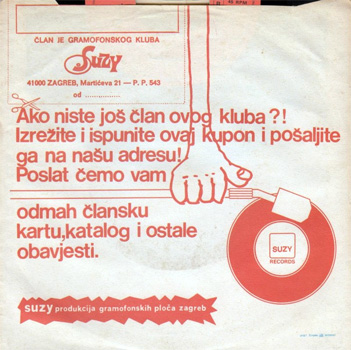 ČLAN JE GRAMOFONSKOG KLUBA
Suzy
41000 ZAGREB, Martićeva 21 — P. P. 543
od ..............
Ako niste još član ovog kluba?!
Izrežite i ispunite ovaj kupon i pošaljite
ga na našu adresu!
Poslat ćemo vam
odmah člansku
kartu,katalog i ostale
obavjesti.
SUZY
RECORDS
suzy produkcija gramofonskih ploča zagreb